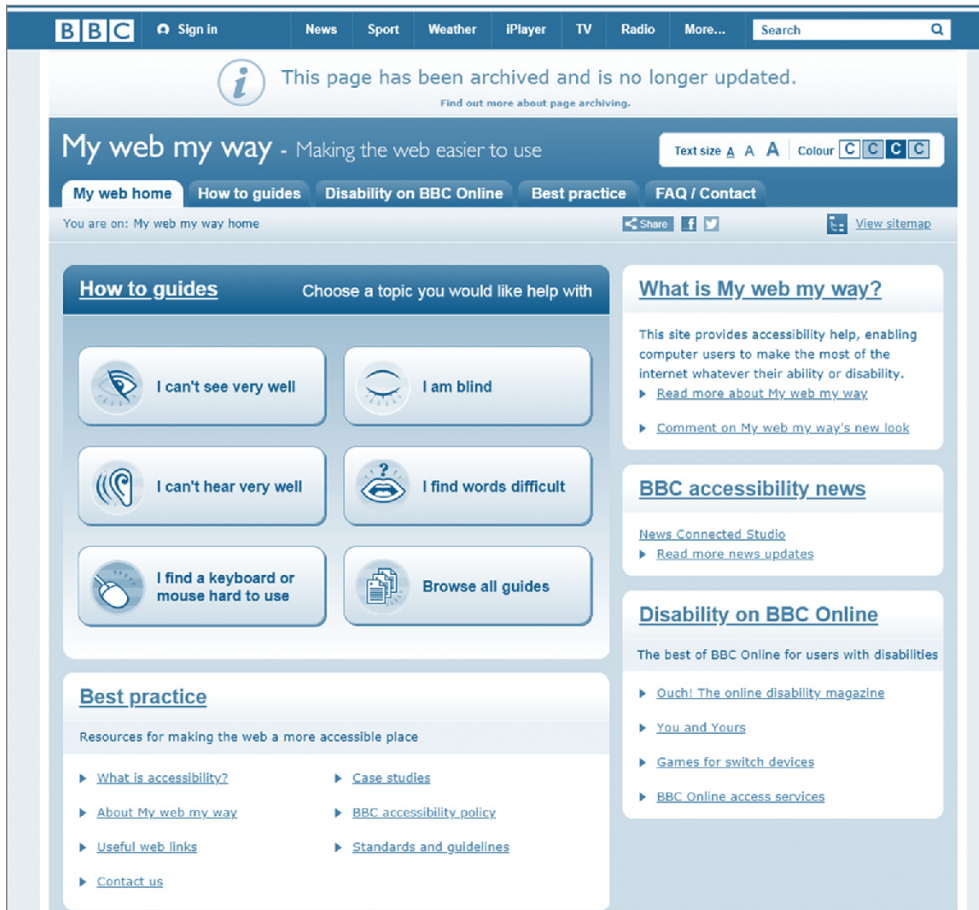 BBC Sign in News Sport Weather iPlayer TV Radio More... Search
i This page has been archived and is no longer updated.
Find out more about page archiving.
My web my way - Making the web easier to use
Text size A A A Colour C C C C
My web home How to guides Disability on BBC Online Best practice FAQ / Contact
You are on: My web my way home
Share f View sitemap
How to guides Choose a topic you would like help with
I can't see very well
I am blind
I can't hear very well
? I find words difficult
I find a keyboard or
mouse hard to use
Browse all guides
Best practice
Resources for making the web a more accessible place
What is accessibility?
About My web my way
Useful web links
Contact us
Case studies
BBC accessibility policy
Standards and guidelines
What is My web my way?
This site provides accessibility help, enabling
computer users to make the most of the
internet whatever their ability or disability.
Read more about My web my way
Comment on My web my way's new look
BBC accessibility news
News Connected Studio
Read more news updates
Disability on BBC Online
The best of BBC Online for users with disabilities
Ouch! The online disability magazine
You and Yours
Games for switch devices
BBC Online access services